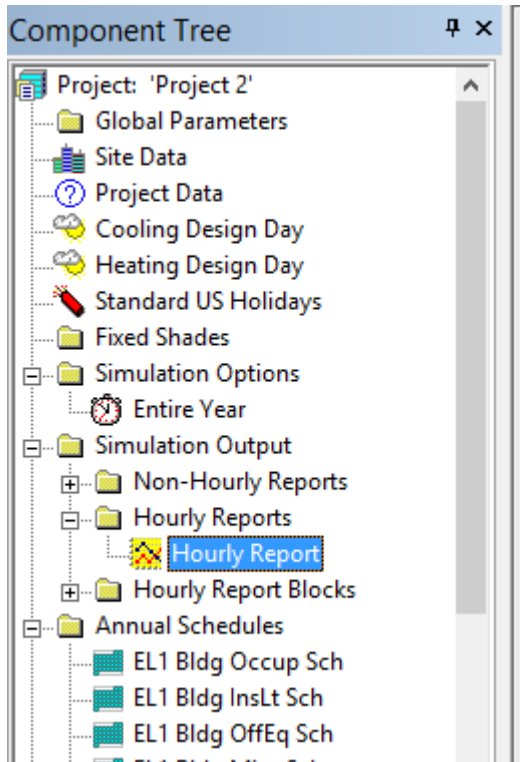 Component Tree
Project: 'Project 2'
Global Parameters
Site Data
Project Data
Cooling Design Day
Heating Design Day
Standard US Holidays
Fixed Shades
Simulation Options
Entire Year
Simulation Output
Non-Hourly Reports
Hourly Reports
Hourly Report
Hourly Report Blocks
Annual Schedules
EL1 Bldg Occup Sch
EL1 Bldg InsLt Sch
EL1 Bldg OffEq Sch